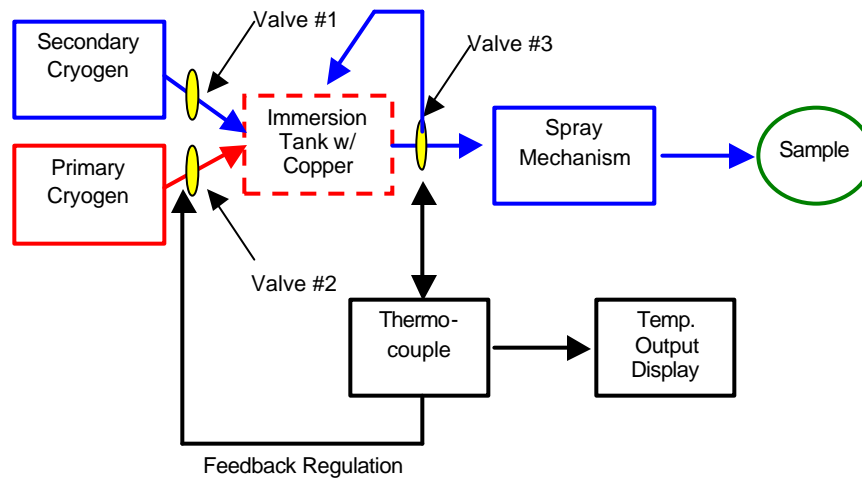 Secondary
Cryogen
Valve #1
Valve #3
Immersion
Tank w/
Copper
Spray
Mechanism
Sample
Primary
Cryogen
Valve #2
Thermo-
couple
Temp.
Output
Display
Feedback Regulation